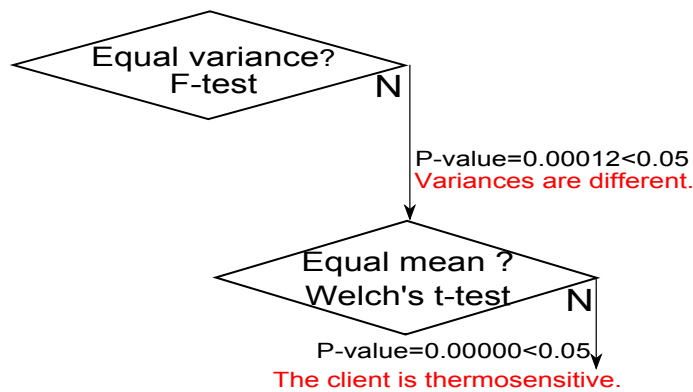 Equal variance?
F-test
N
P-value=0.00012<0.05
Variances are different.
Equal mean ?
Welch's t-test
N
P-value=0.00000<0.05
The client is thermosensitive.